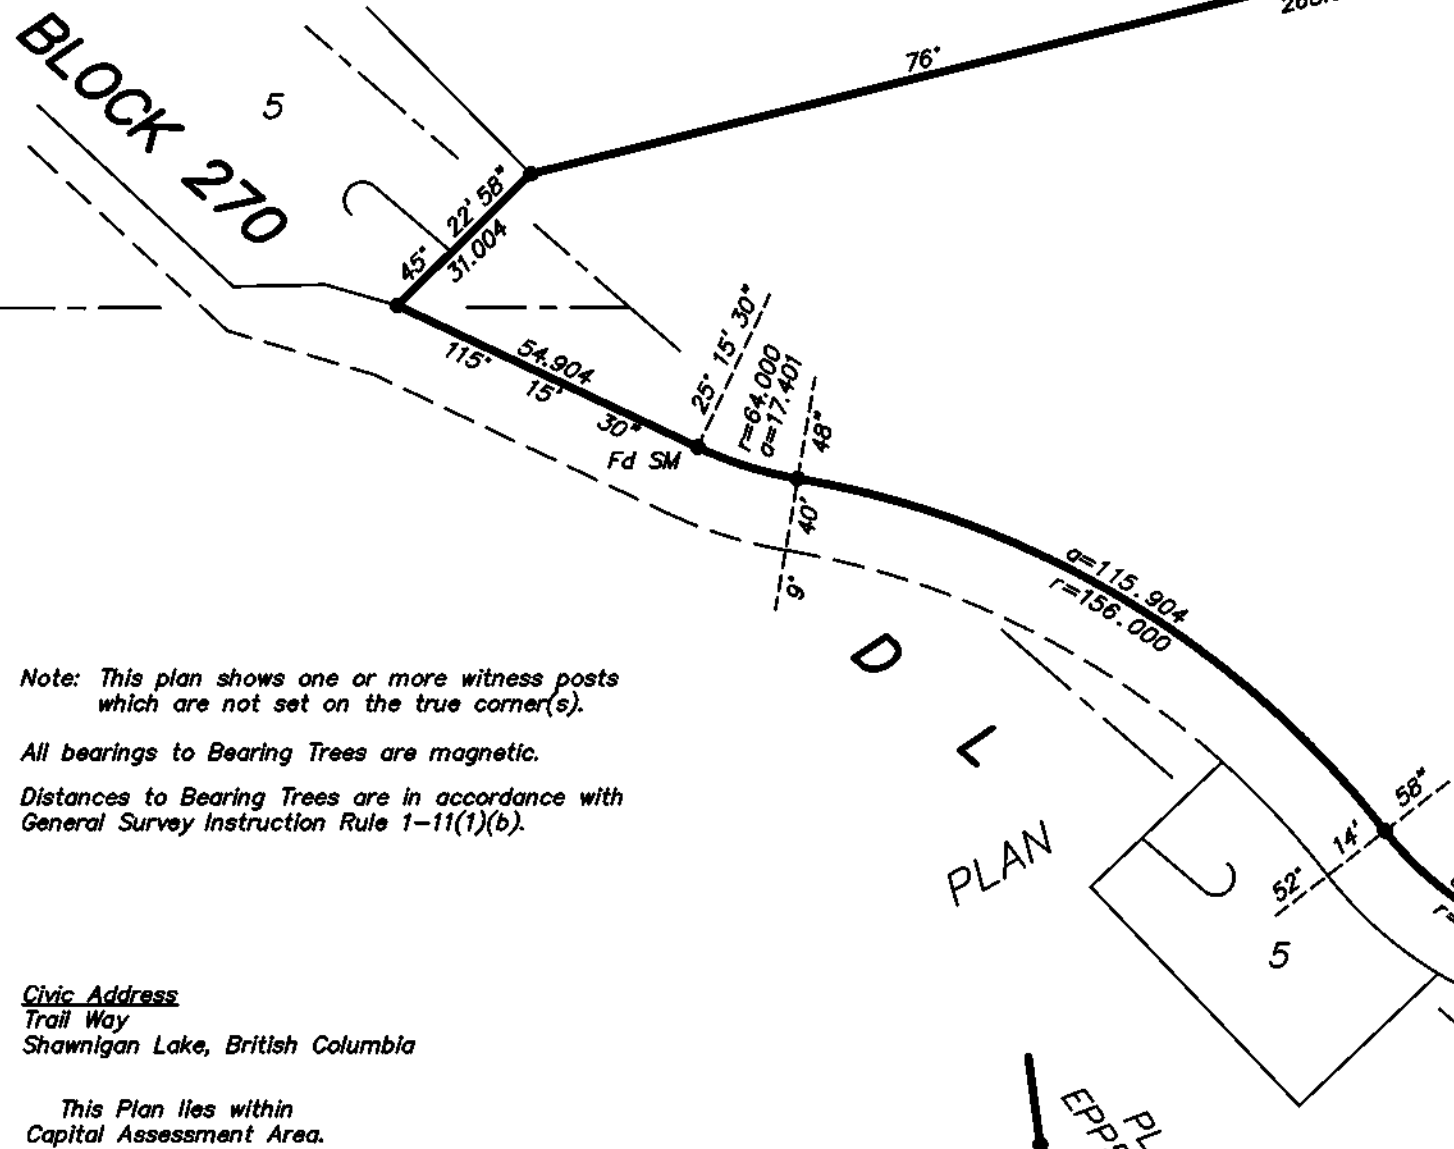 BLOCK 270
5
76°
45° 22' 58"
31.004
54.904
115° 15' 30"
Fd SM
25° 15' 30"
r=64.000
a=17.401
9° 40' 48"
a=115.904
r=156.000
D L
PLAN
52° 14' 58"
5
Note: This plan shows one or more witness posts
which are not set on the true corner(s).
All bearings to Bearing Trees are magnetic.
Distances to Bearing Trees are in accordance with
General Survey Instruction Rule 1-11(1)(b).
Civic Address
Trail Way
Shawnigan Lake, British Columbia
This Plan lies within
Capital Assessment Area.